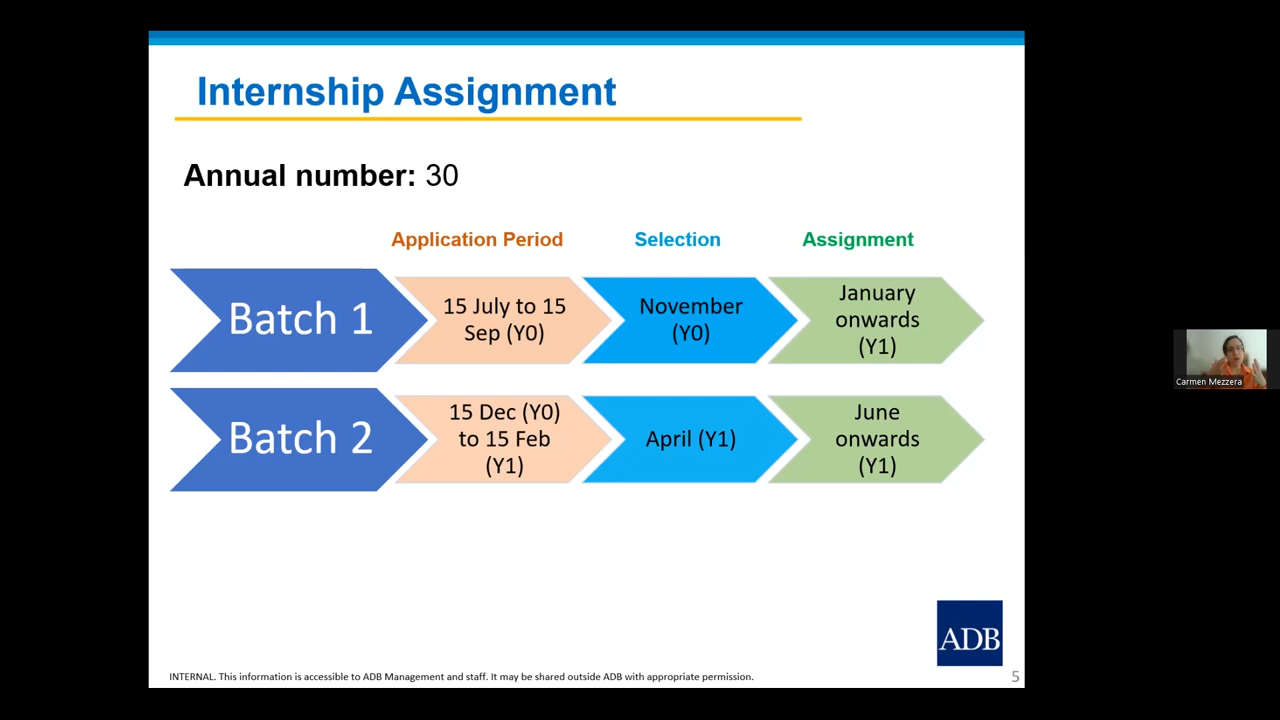 Internship Assignment
Annual number: 30
Application Period
Selection
Assignment
Batch 1
15 July to 15
Sep (Y0)
November
(Y0)
January
onwards
(Y1)
Batch 2
15 Dec (Y0)
to 15 Feb
(Y1)
April (Y1)
June
onwards
(Y1)
Carmen Mezzera
ADB
INTERNAL. This information is accessible to ADB Management and staff. It may be shared outside ADB with appropriate permission.
5